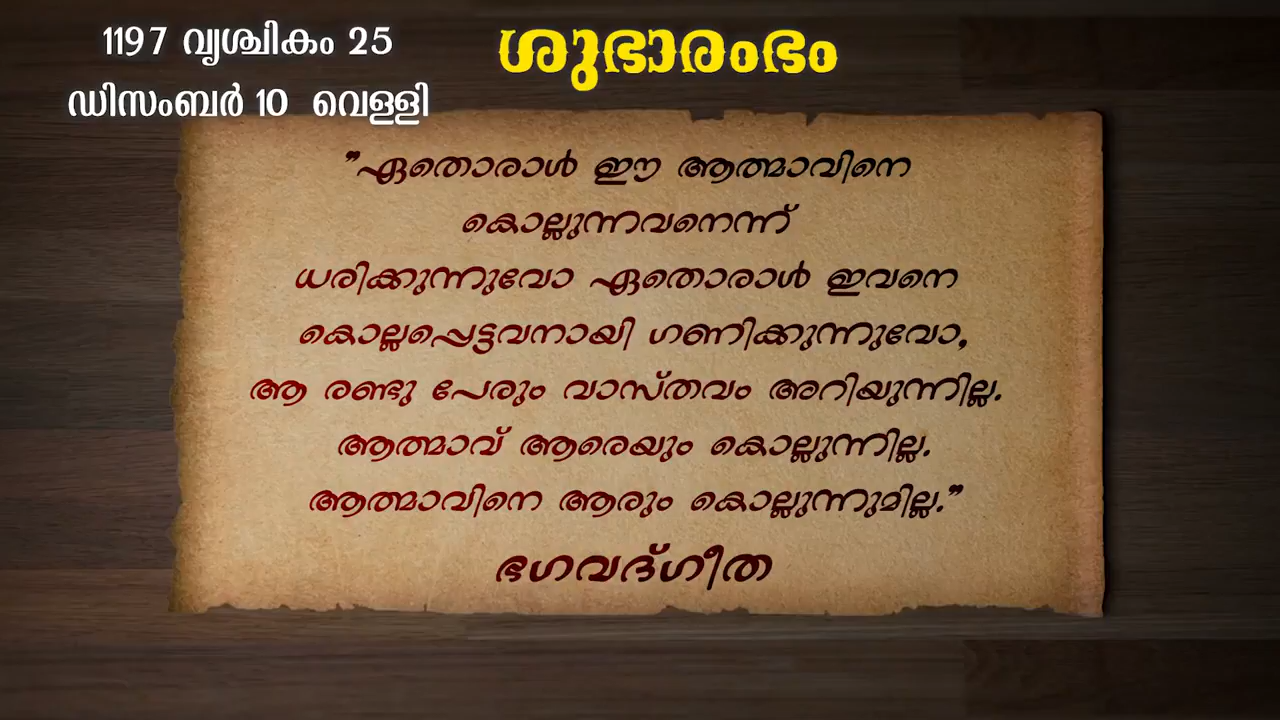 1197 വൃശ്ചികം 25
ഡിസംബർ 10 വെള്ളി
ശുഭാരംഭം
"ഏതൊരാൾ ഈ ആത്മാവിനെ
കൊല്ലുന്നവനെന്ന്
ധരിക്കുന്നുവോ ഏതൊരാൾ ഇവനെ
കൊല്ലപ്പെട്ടവനായി ഗണിക്കുന്നുവോ,
ആ രണ്ടു പേരും വാസ്തവം അറിയുന്നില്ല.
ആത്മാവ് ആരെയും കൊല്ലുന്നില്ല.
ആത്മാവിനെ ആരും കൊല്ലുന്നുമില്ല."
ഭഗവദ്ഗീത